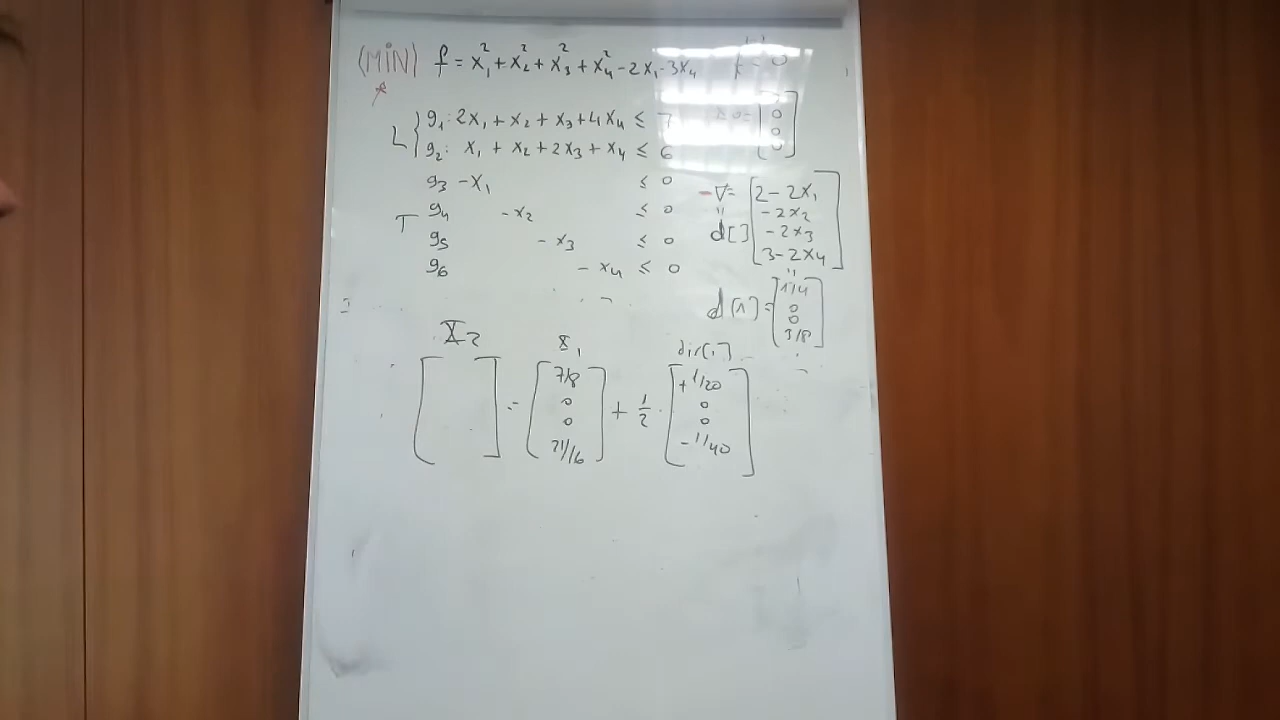 (MIN) f = x₁² + x₂² + x₃² + x₄² - 2x₁ - 3x₄
L { g₁: 2x₁ + x₂ + x₃ + 4x₄ ≤ 7
g₂: x₁ + x₂ + 2x₃ + x₄ ≤ 6
g₃ -x₁ ≤ 0
T g₄ -x₂ ≤ 0
g₅ -x₃ ≤ 0
g₆ -x₄ ≤ 0
0
0
0
-∇= [2 - 2x₁
-2x₂
-2x₃
3 - 2x₄]
"
d[]
"
d[1] = [1/4
0
0
3/8]
X₂ X₁ dir(1)
[ ] = [7/8
0
0
21/16] + 1/2 · [+1/20
0
0
-1/40]